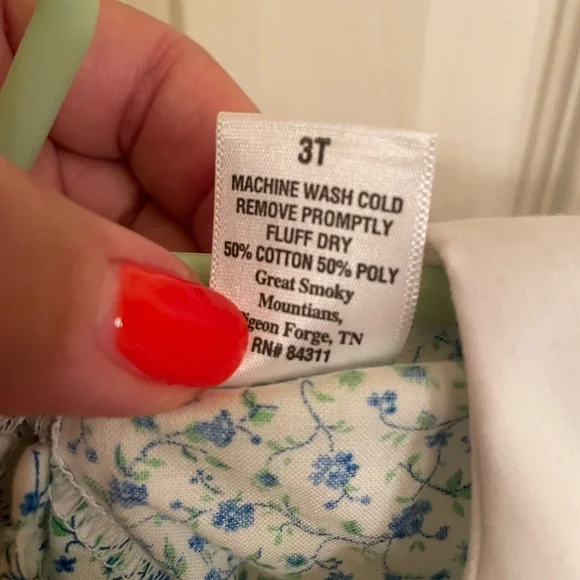 3T
MACHINE WASH COLD
REMOVE PROMPTLY
FLUFF DRY
50% COTTON 50% POLY
Great Smoky
Mountians,
geon Forge, TN
RN# 84311